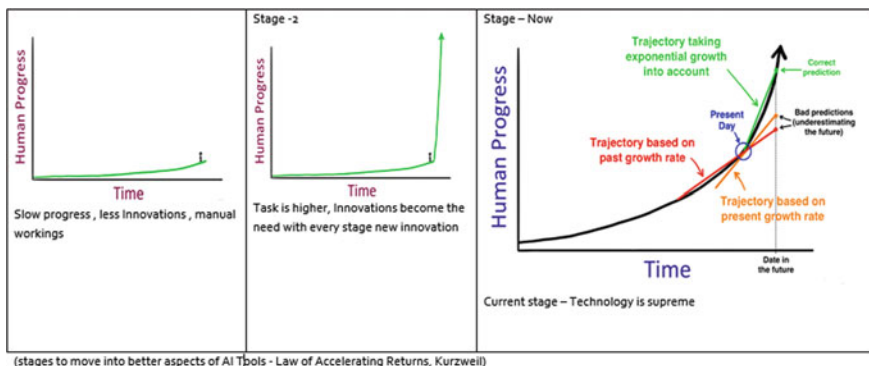 Human Progress
Time
Slow progress , less Innovations , manual
workings
Stage -2
Human Progress
Time
Task is higher, Innovations become the
need with every stage new innovation
Stage – Now
Human Progress
Trajectory taking
exponential growth
into account
Correct
prediction
Present
Day
Bad predictions
(underestimating
the future)
Trajectory based on
past growth rate
Trajectory based on
present growth rate
Time
Date in
the future
Current stage – Technology is supreme
(stages to move into better aspects of AI Tools - Law of Accelerating Returns, Kurzweil)